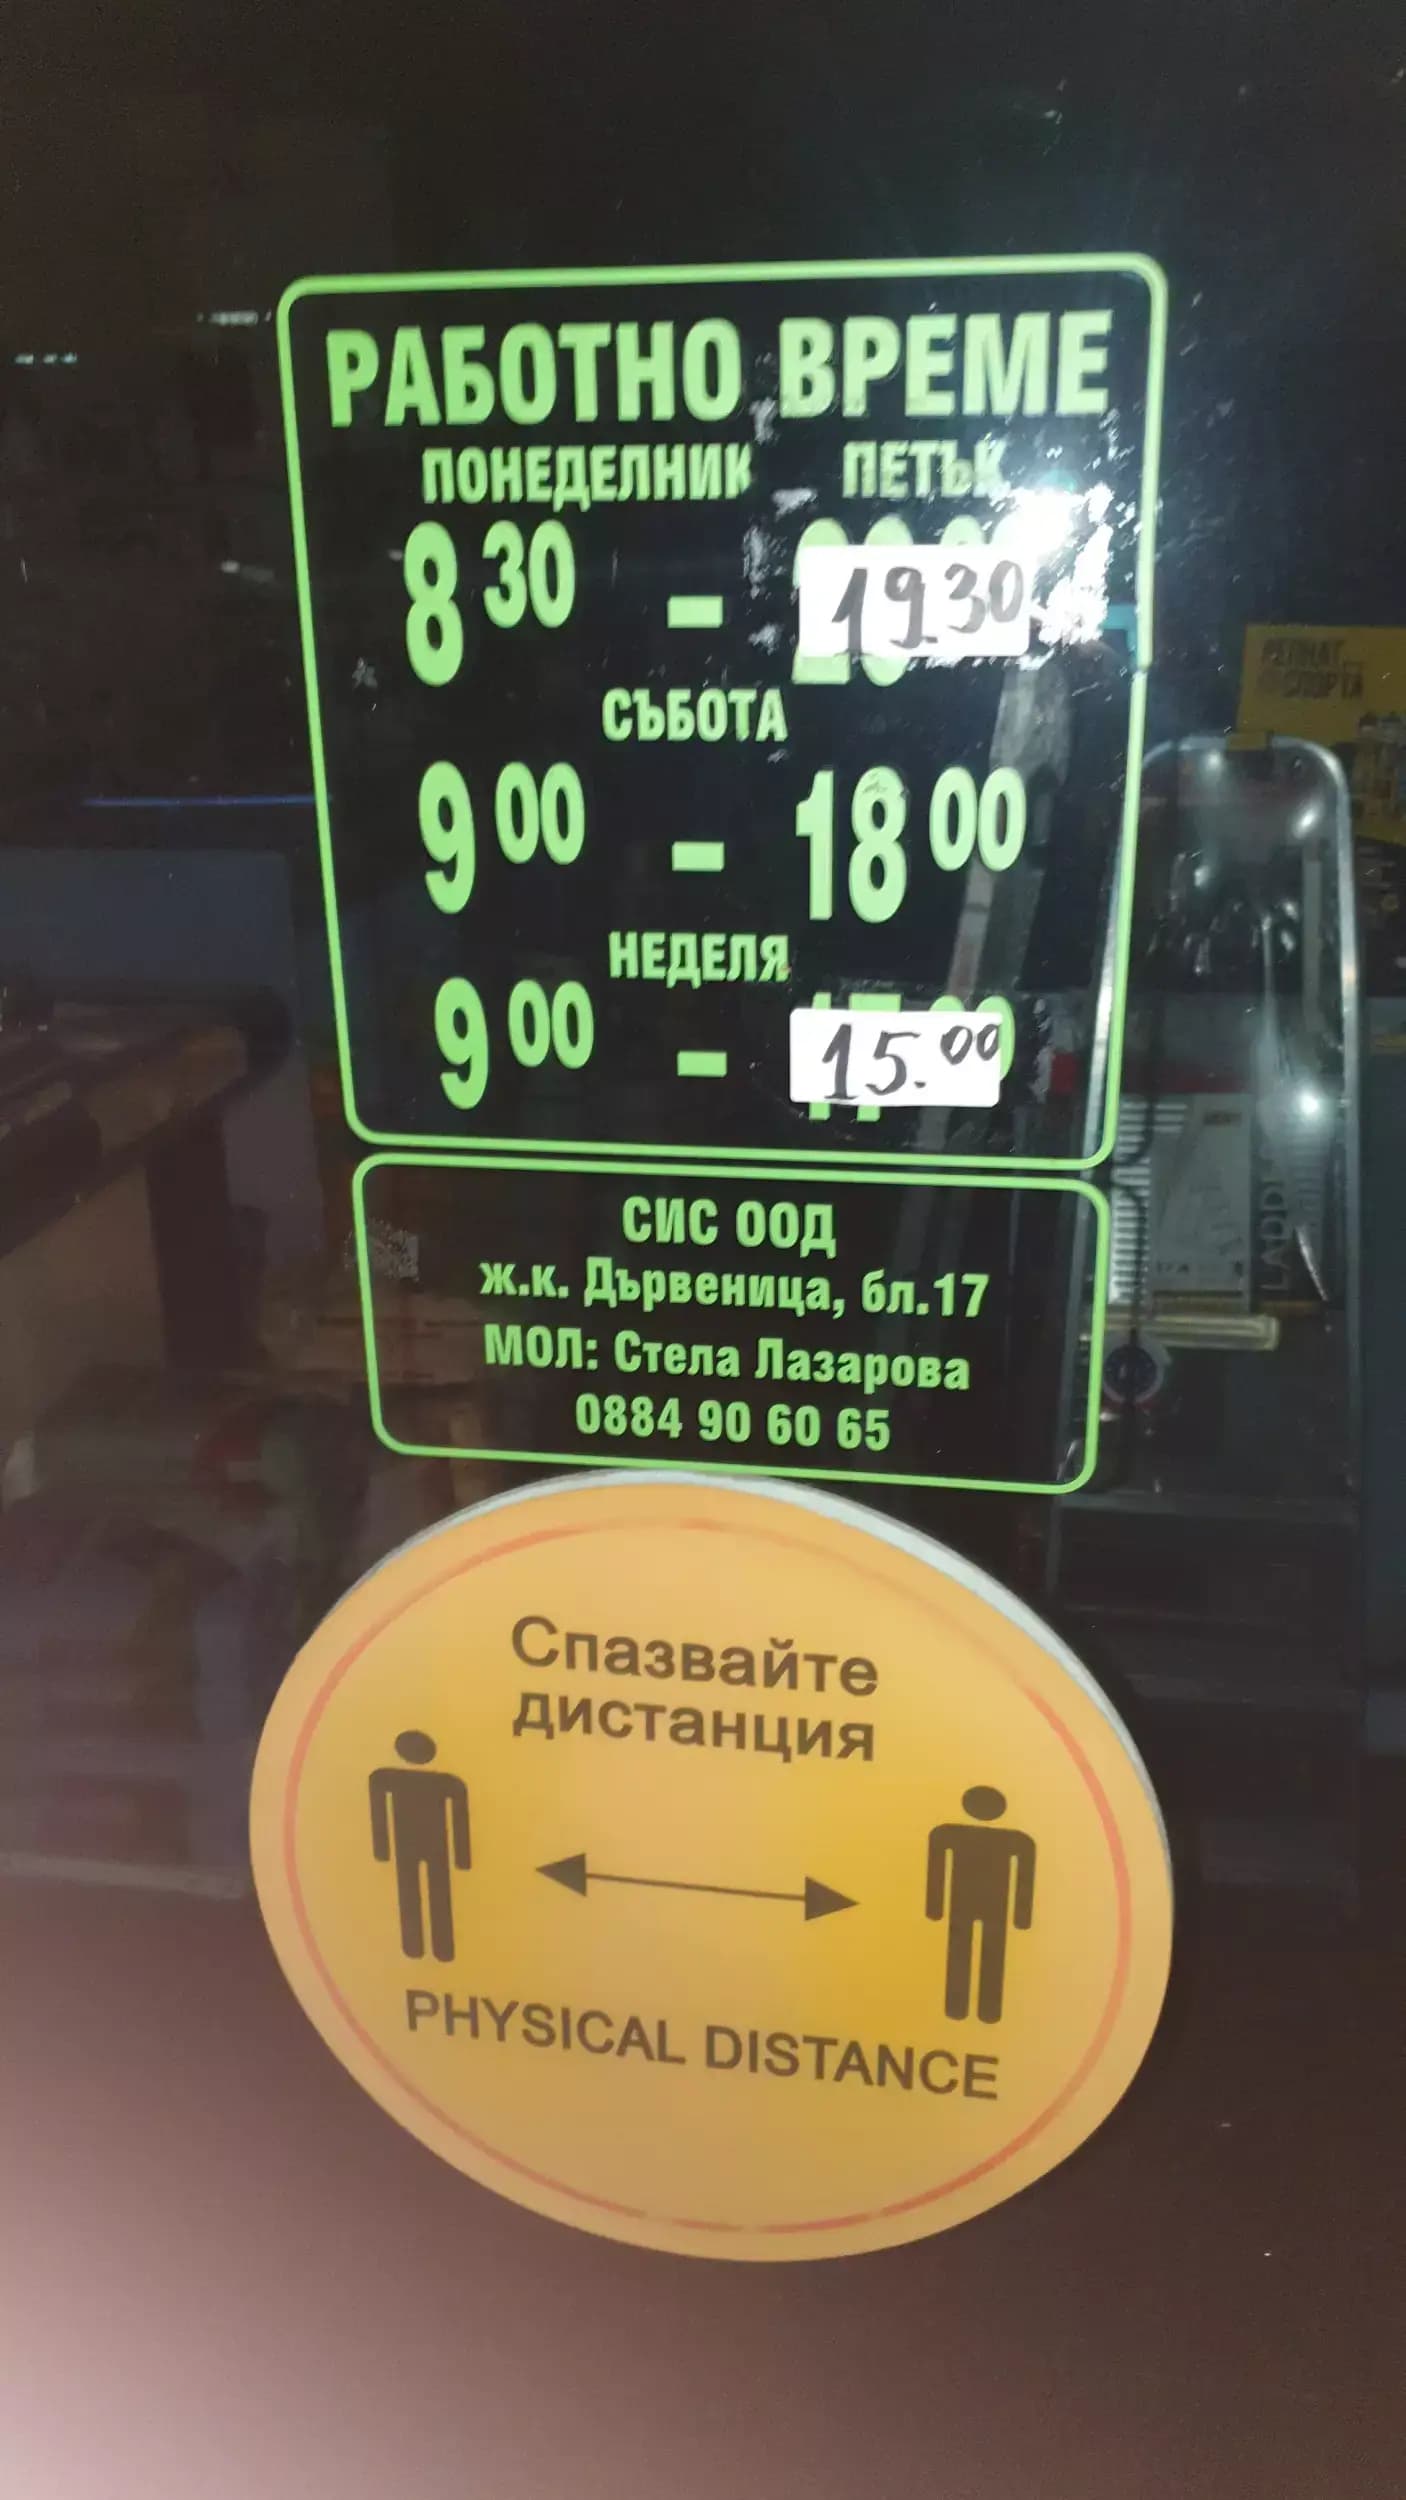 РАБОТНО ВРЕМЕ
ПОНЕДЕЛНИК ПЕТЪК
8 30 - 19.30
СЪБОТА
9 00 - 18 00
НЕДЕЛЯ
9 00 - 15.00
СИС ООД
ж.к. Дървеница, бл.17
МОЛ: Стела Лазарова
0884 90 60 65
Спазвайте
дистанция
PHYSICAL DISTANCE
СПОРТА